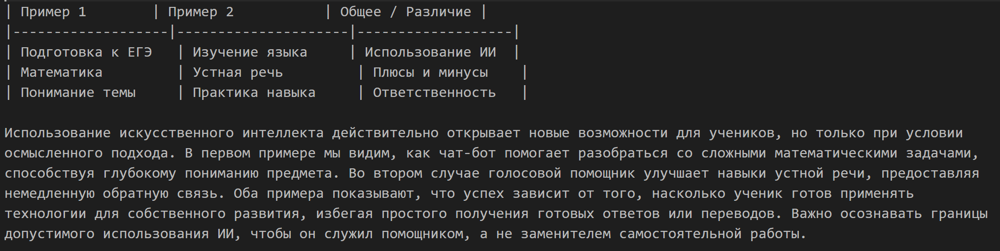 | Пример 1        | Пример 2           | Общее / Различие |
|-------------------|---------------------|-------------------|
| Подготовка к ЕГЭ   | Изучение языка     | Использование ИИ  |
| Математика         | Устная речь         | Плюсы и минусы    |
| Понимание темы     | Практика навыка     | Ответственность   |
Использование искусственного интеллекта действительно открывает новые возможности для учеников, но только при условии
осмысленного подхода. В первом примере мы видим, как чат-бот помогает разобраться со сложными математическими задачами,
способствуя глубокому пониманию предмета. Во втором случае голосовой помощник улучшает навыки устной речи, предоставляя
немедленную обратную связь. Оба примера показывают, что успех зависит от того, насколько ученик готов применять
технологии для собственного развития, избегая простого получения готовых ответов или переводов. Важно осознавать границы
допустимого использования ИИ, чтобы он служил помощником, а не заменителем самостоятельной работы.